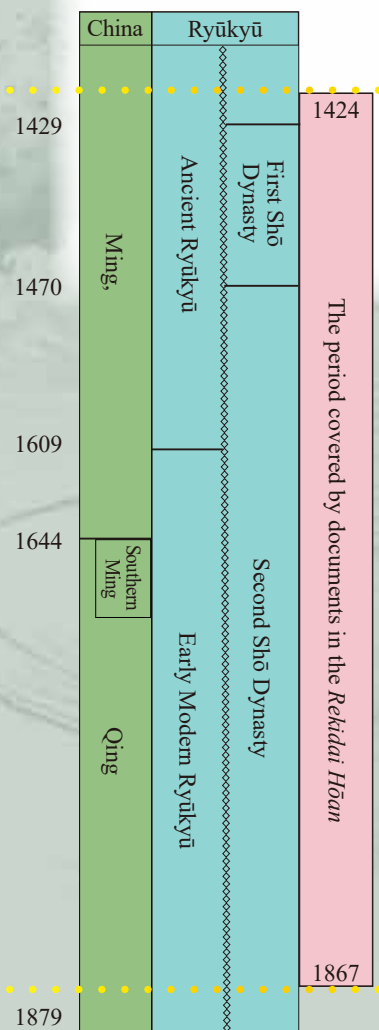 China
Ryūkyū
1424
1429
First Shō
Dynasty
Ancient Ryūkyū
Ming,
1470
The period covered by documents in the Rekidai Hōan
1609
1644
Southern
Ming
Second Shō Dynasty
Early Modern Ryūkyū
Qing
1867
1879